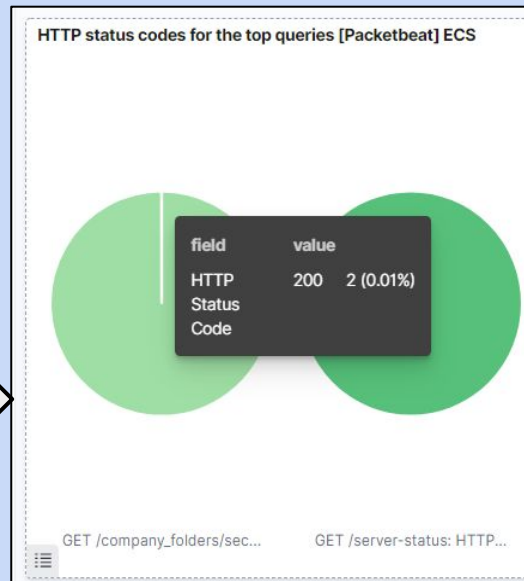 HTTP status codes for the top queries [Packetbeat] ECS
field value
HTTP 200 2 (0.01%)
Status
Code
GET /company_folders/sec... GET /server-status: HTTP...